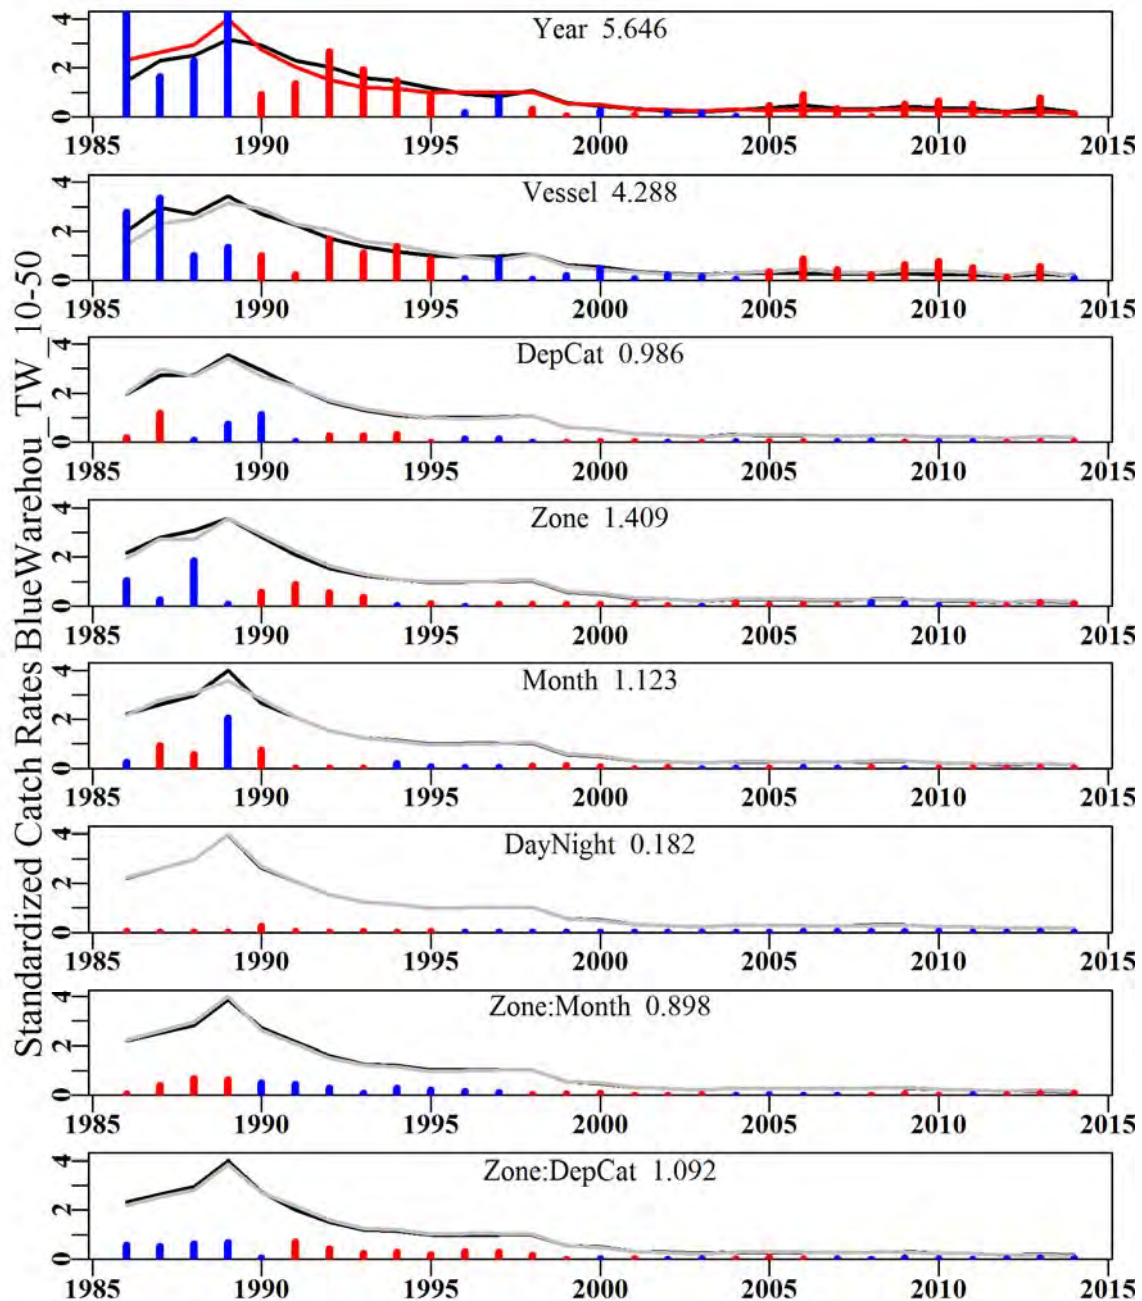 Standardized Catch Rates BlueWarehou_TW_10-50
Year 5.646
0 2 4
1985 1990 1995 2000 2005 2010 2015
Vessel 4.288
0 2 4
1985 1990 1995 2000 2005 2010 2015
DepCat 0.986
0 2 4
1985 1990 1995 2000 2005 2010 2015
Zone 1.409
0 2 4
1985 1990 1995 2000 2005 2010 2015
Month 1.123
0 2 4
1985 1990 1995 2000 2005 2010 2015
DayNight 0.182
0 2 4
1985 1990 1995 2000 2005 2010 2015
Zone:Month 0.898
0 2 4
1985 1990 1995 2000 2005 2010 2015
Zone:DepCat 1.092
0 2 4
1985 1990 1995 2000 2005 2010 2015